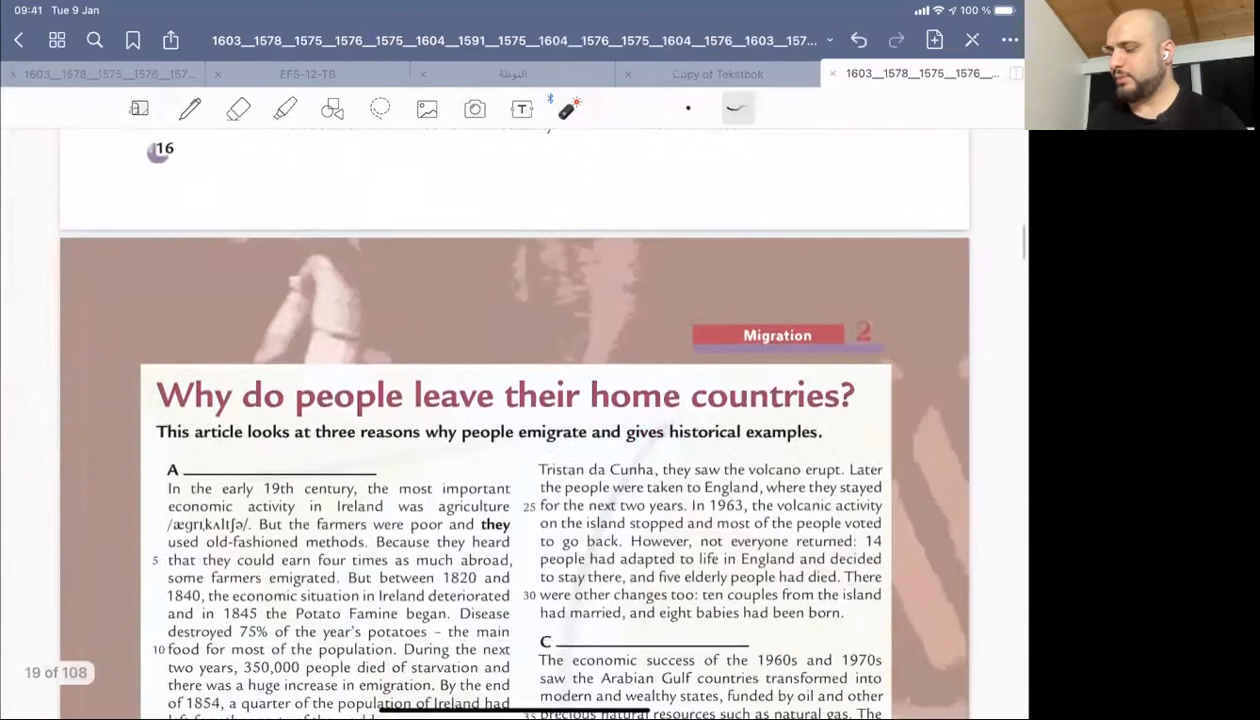 09:41 Tue 9 Jan
100 %
1603__1578__1575__1576__1575__1604__1591__1575__1604__1576__1575__1604__1576__1603__157...
1603__1578__1575__1576__157...
EFS-12-TB
النوطة
Copy of Tekstbok
1603__1578__1575__1576__...
T
16
Migration 2
Why do people leave their home countries?
This article looks at three reasons why people emigrate and gives historical examples.
A
In the early 19th century, the most important
economic activity in Ireland was agriculture
/ægrɪˌkʌltʃə/. But the farmers were poor and they
used old-fashioned methods. Because they heard
5 that they could earn four times as much abroad,
some farmers emigrated. But between 1820 and
1840, the economic situation in Ireland deteriorated
and in 1845 the Potato Famine began. Disease
destroyed 75% of the year's potatoes – the main
10 food for most of the population. During the next
two years, 350,000 people died of starvation and
there was a huge increase in emigration. By the end
of 1854, a quarter of the population of Ireland had
Tristan da Cunha, they saw the volcano erupt. Later
the people were taken to England, where they stayed
25 for the next two years. In 1963, the volcanic activity
on the island stopped and most of the people voted
to go back. However, not everyone returned: 14
people had adapted to life in England and decided
to stay there, and five elderly people had died. There
30 were other changes too: ten couples from the island
had married, and eight babies had been born.
C
The economic success of the 1960s and 1970s
saw the Arabian Gulf countries transformed into
modern and wealthy states, funded by oil and other
35 precious natural resources such as natural gas. The
19 of 108